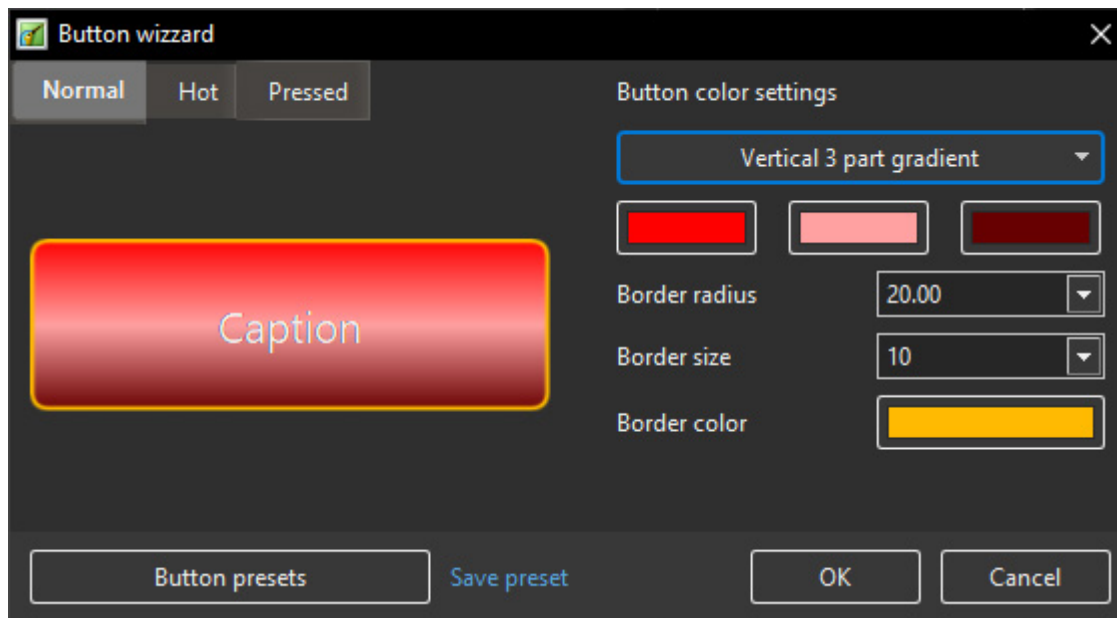 Button wizzard
Normal Hot Pressed
Button color settings
Vertical 3 part gradient
Caption
Border radius 20.00
Border size 10
Border color
Button presets Save preset OK Cancel